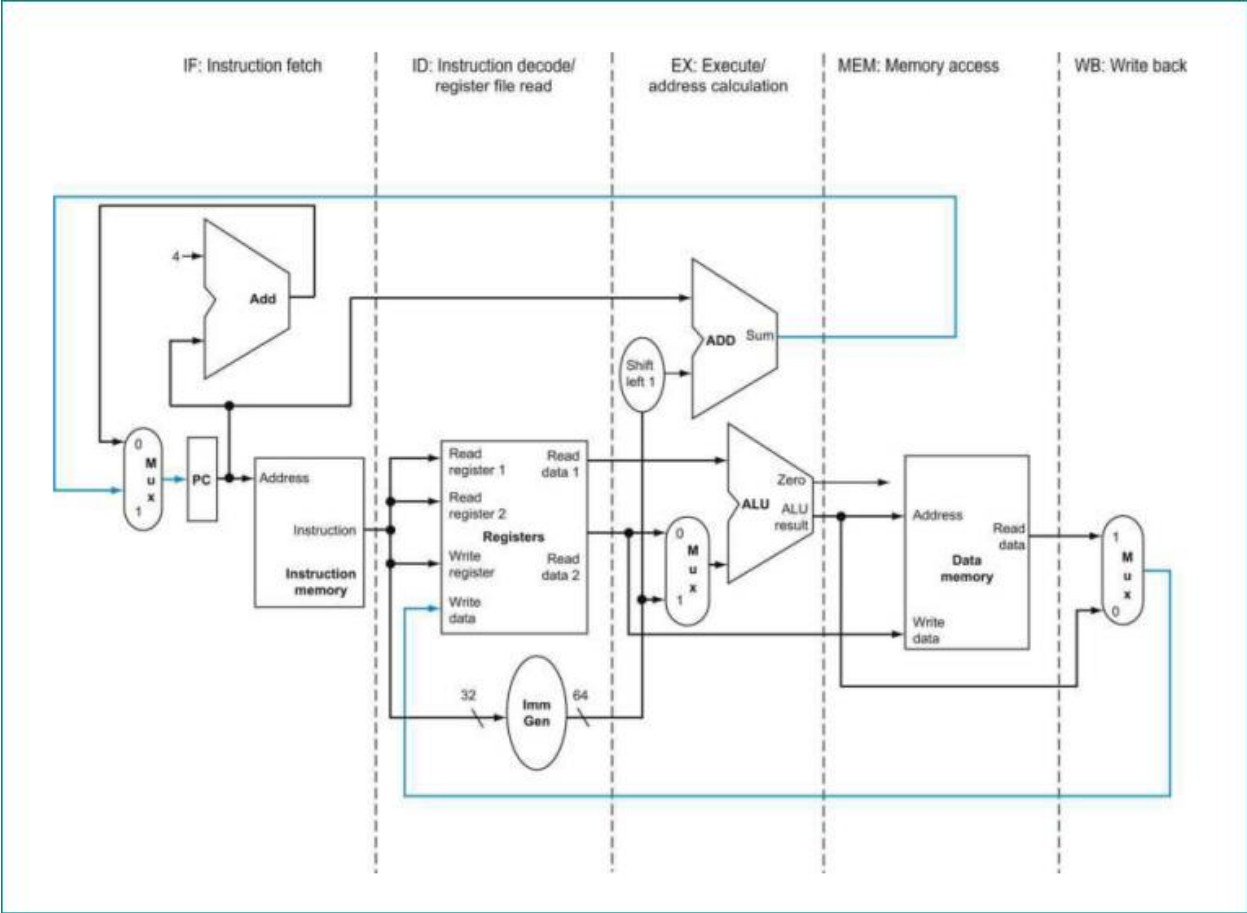 IF: Instruction fetch
ID: Instruction decode/
register file read
EX: Execute/
address calculation
MEM: Memory access
WB: Write back
4
Add
ADD
Sum
Shift
left 1
0
M
u
x
1
PC
Address
Instruction
Instruction
memory
Read
register 1
Read
register 2
Write
register
Write
data
Registers
Read
data 1
Read
data 2
0
M
u
x
1
Zero
ALU
ALU
result
Address
Write
data
Data
memory
Read
data
1
M
u
x
0
32
Imm
Gen
64